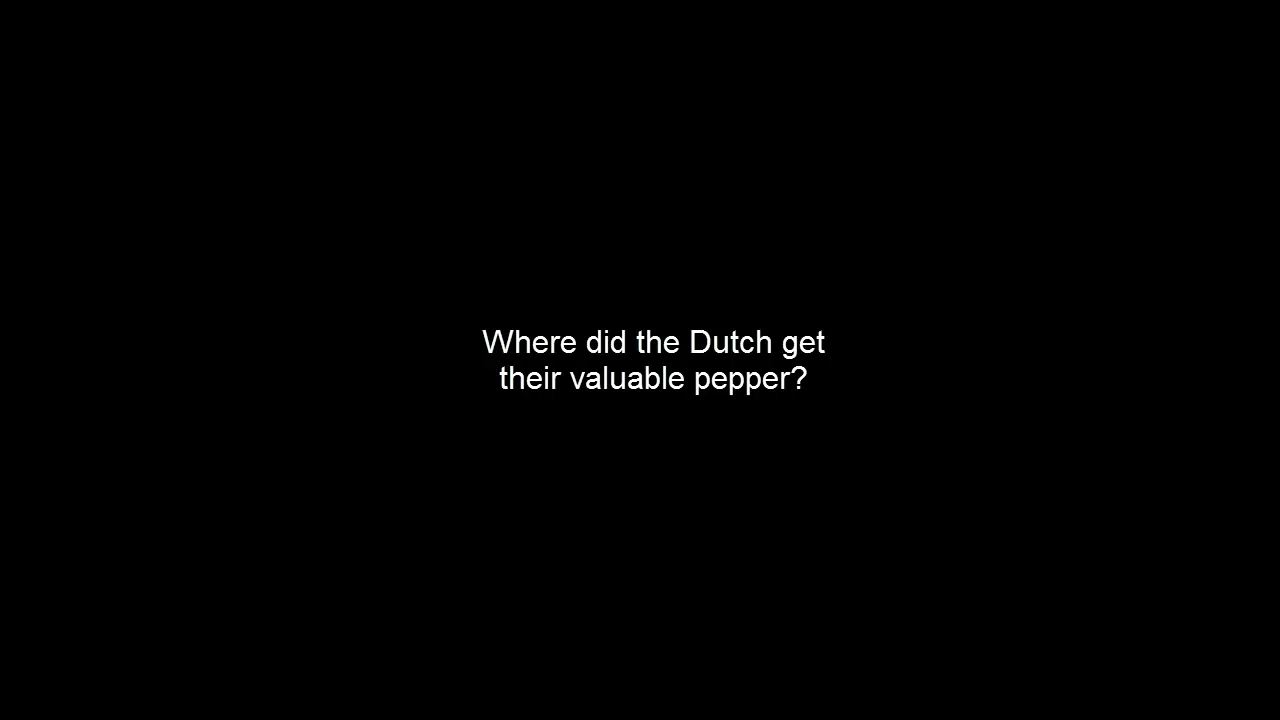 Where did the Dutch get
their valuable pepper?